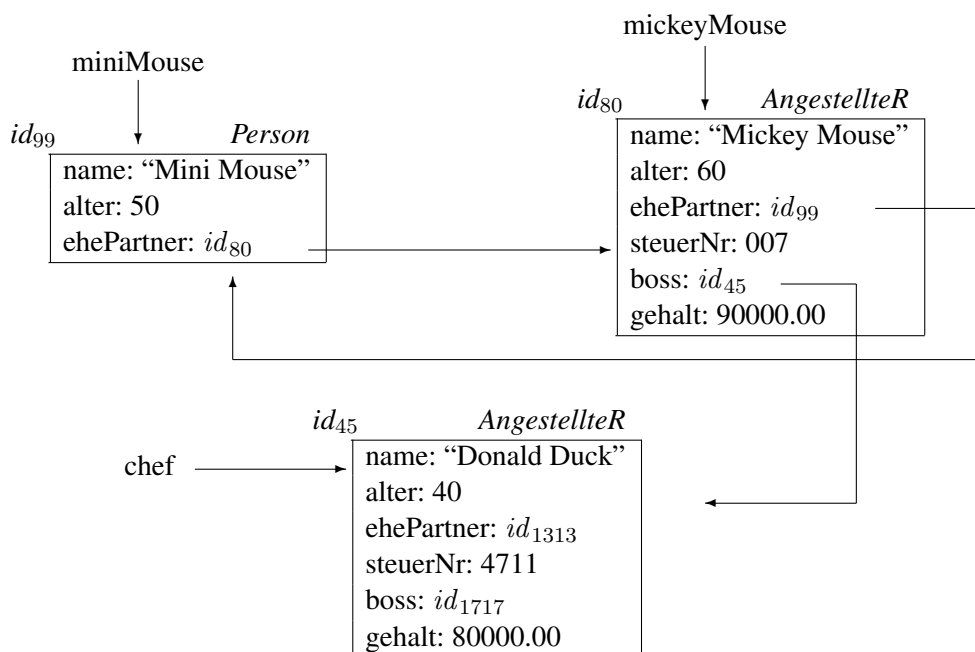 mickeyMouse
miniMouse
id80 AngestellteR
id99 Person
name: “Mini Mouse”
alter: 50
ehePartner: id80
name: “Mickey Mouse”
alter: 60
ehePartner: id99
steuerNr: 007
boss: id45
gehalt: 90000.00
id45 AngestellteR
chef
name: “Donald Duck”
alter: 40
ehePartner: id1313
steuerNr: 4711
boss: id1717
gehalt: 80000.00